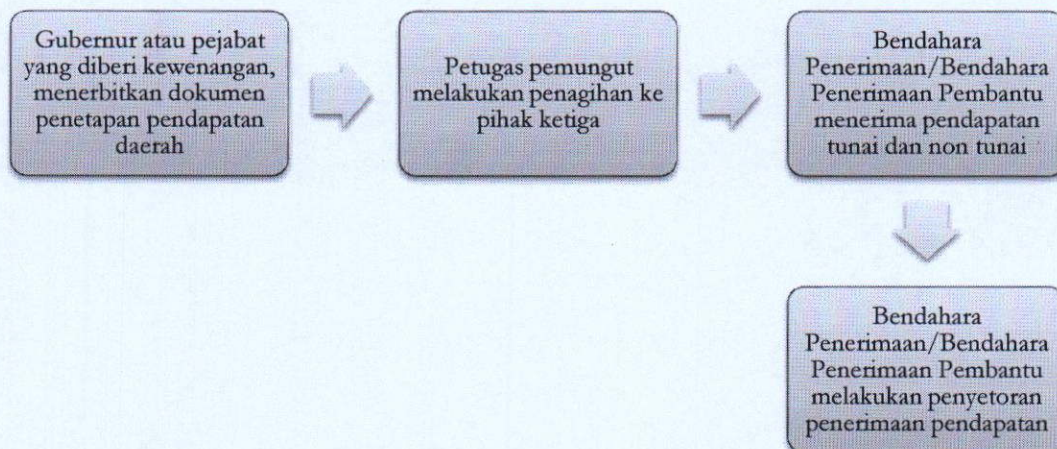 Gubernur atau pejabat
yang diberi kewenangan,
menerbitkan dokumen
penetapan pendapatan
daerah
Petugas pemungut
melakukan penagihan ke
pihak ketiga
Bendahara
Penerimaan/Bendahara
Penerimaan Pembantu
menerima pendapatan
tunai dan non tunai
Bendahara
Penerimaan/Bendahara
Penerimaan Pembantu
melakukan penyetoran
penerimaan pendapatan